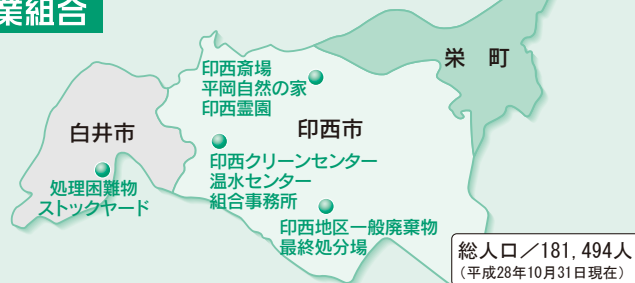 業組合
栄 町
印西斎場
平岡自然の家
印西霊園
印西市
白井市
印西クリーンセンター
温水センター
組合事務所
処理困難物
ストックヤード
印西地区一般廃棄物
最終処分場
総人口／181,494人
（平成28年10月31日現在）